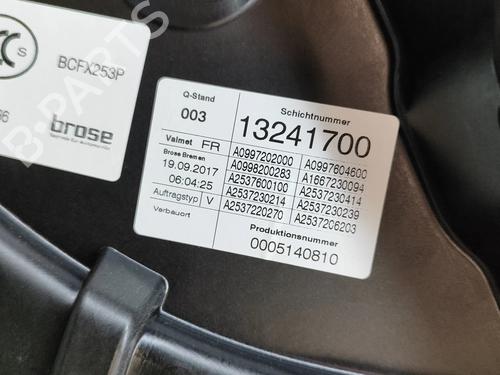 S
BCFX253P
brose
Q-Stand
003
Schichtnummer
13241700
Valmet FR
Brose Bremen
19.09.2017
06:04:25
Auftragstyp V
Verbauort
A0997202000 A0997604600
A0998200283 A1667230094
A2537600100 A2537230414
A2537230214 A2537230239
A2537220270 A2537206203
Produktionsnummer
0005140810
B-PARTS